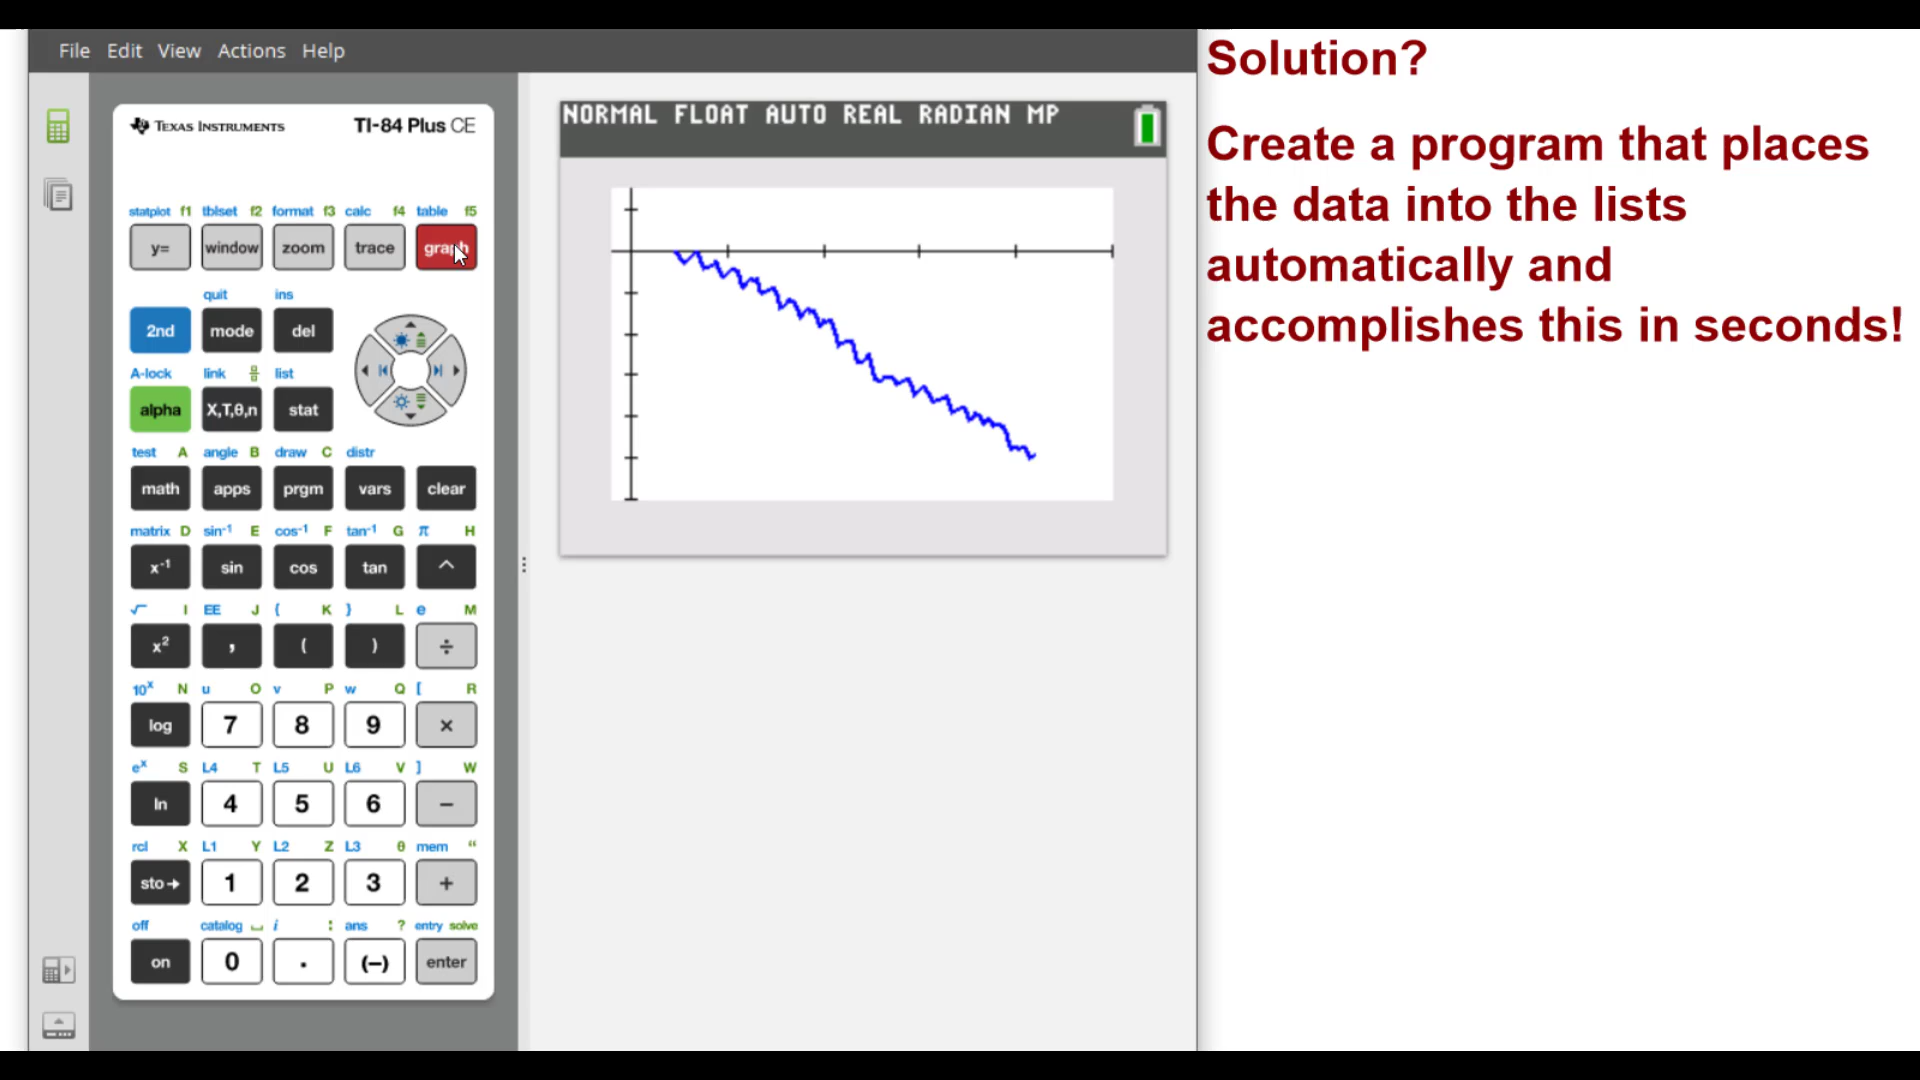 File Edit View Actions Help
Solution?
Create a program that places
the data into the lists
automatically and
accomplishes this in seconds!
NORMAL FLOAT AUTO REAL RADIAN MP
TEXAS INSTRUMENTS TI-84 Plus CE
statplot f1 tblset f2 format f3 calc f4 table f5
y= window zoom trace graph
quit ins
2nd mode del
A-lock link list
alpha X,T,θ,n stat
test A angle B draw C distr
math apps prgm vars clear
matrix D sin⁻¹ E cos⁻¹ F tan⁻¹ G π H
x⁻¹ sin cos tan ^
√ I EE J { K } L e M
x² , ( ) ÷
10ˣ N u O v P w Q [ R
log 7 8 9 ×
eˣ S L4 T L5 U L6 V ] W
ln 4 5 6 −
rcl X L1 Y L2 Z L3 θ mem “
sto→ 1 2 3 +
off catalog ⎵ i : ans ? entry solve
on 0 . (−) enter